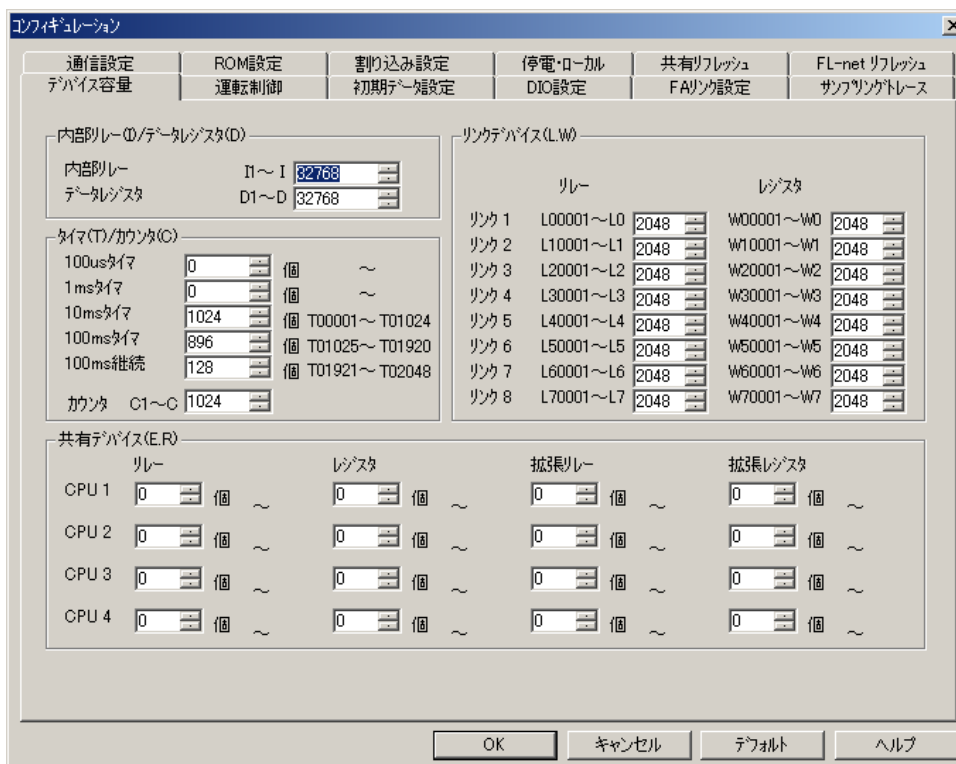 コンフィギュレーション
通信設定 ROM設定 割り込み設定 停電・ローカル 共有リフレッシュ FL-net リフレッシュ
デバイス容量 運転制御 初期データ設定 DIO設定 FAリンク設定 サンプリングトレース
内部リレー(I)/データレジスタ(D)
内部リレー I1～I 32768
データレジスタ D1～D 32768
タイマ(T)/カウンタ(C)
100usタイマ 0 個 ～
1msタイマ 0 個 ～
10msタイマ 1024 個 T00001～T01024
100msタイマ 896 個 T01025～T01920
100ms継続 128 個 T01921～T02048
カウンタ C1～C 1024
リンクデバイス(L.W)
リレー レジスタ
リンク 1 L00001～L0 2048 W00001～W0 2048
リンク 2 L10001～L1 2048 W10001～W1 2048
リンク 3 L20001～L2 2048 W20001～W2 2048
リンク 4 L30001～L3 2048 W30001～W3 2048
リンク 5 L40001～L4 2048 W40001～W4 2048
リンク 6 L50001～L5 2048 W50001～W5 2048
リンク 7 L60001～L6 2048 W60001～W6 2048
リンク 8 L70001～L7 2048 W70001～W7 2048
共有デバイス(E.R)
リレー レジスタ 拡張リレー 拡張レジスタ
CPU 1 0 個 ～ 0 個 ～ 0 個 ～ 0 個 ～
CPU 2 0 個 ～ 0 個 ～ 0 個 ～ 0 個 ～
CPU 3 0 個 ～ 0 個 ～ 0 個 ～ 0 個 ～
CPU 4 0 個 ～ 0 個 ～ 0 個 ～ 0 個 ～
OK キャンセル デフォルト ヘルプ